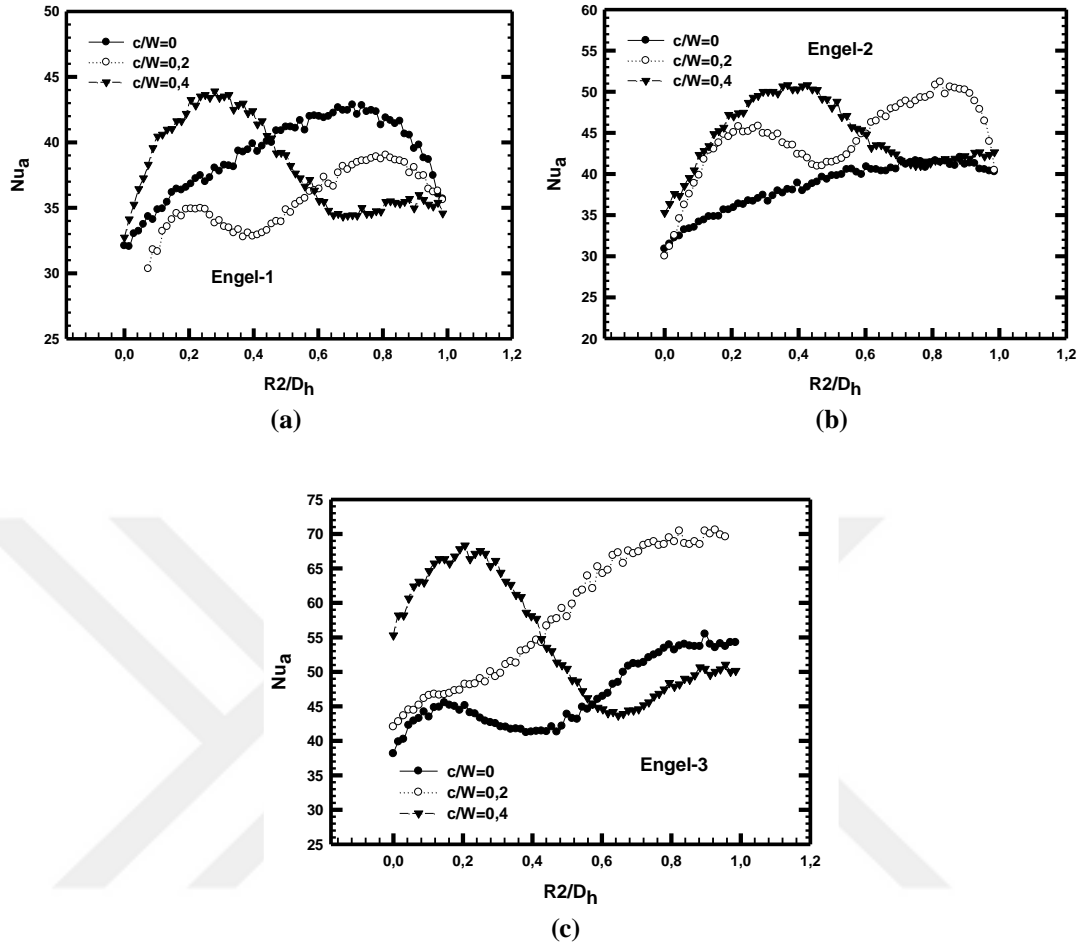 50
45
40
35
30
25
Nua
c/W=0
c/W=0,2
c/W=0,4
Engel-1
0,0 0,2 0,4 0,6 0,8 1,0 1,2
R2/Dh
(a)
60
55
50
45
40
35
30
25
20
Nua
c/W=0
c/W=0,2
c/W=0,4
Engel-2
0,0 0,2 0,4 0,6 0,8 1,0 1,2
R2/Dh
(b)
75
70
65
60
55
50
45
40
35
30
25
Nua
c/W=0
c/W=0,2
c/W=0,4
Engel-3
0,0 0,2 0,4 0,6 0,8 1,0 1,2
R2/Dh
(c)